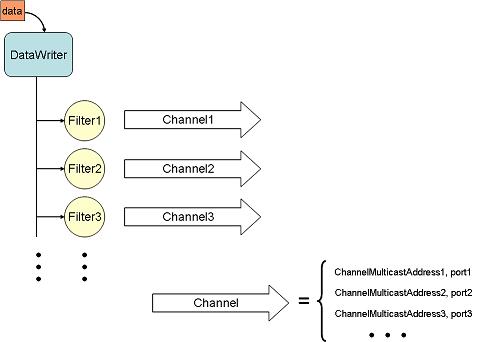 data
DataWriter
Filter1
Channel1
Filter2
Channel2
Filter3
Channel3
Channel
=
ChannelMulticastAddress1, port1
ChannelMulticastAddress2, port2
ChannelMulticastAddress3, port3